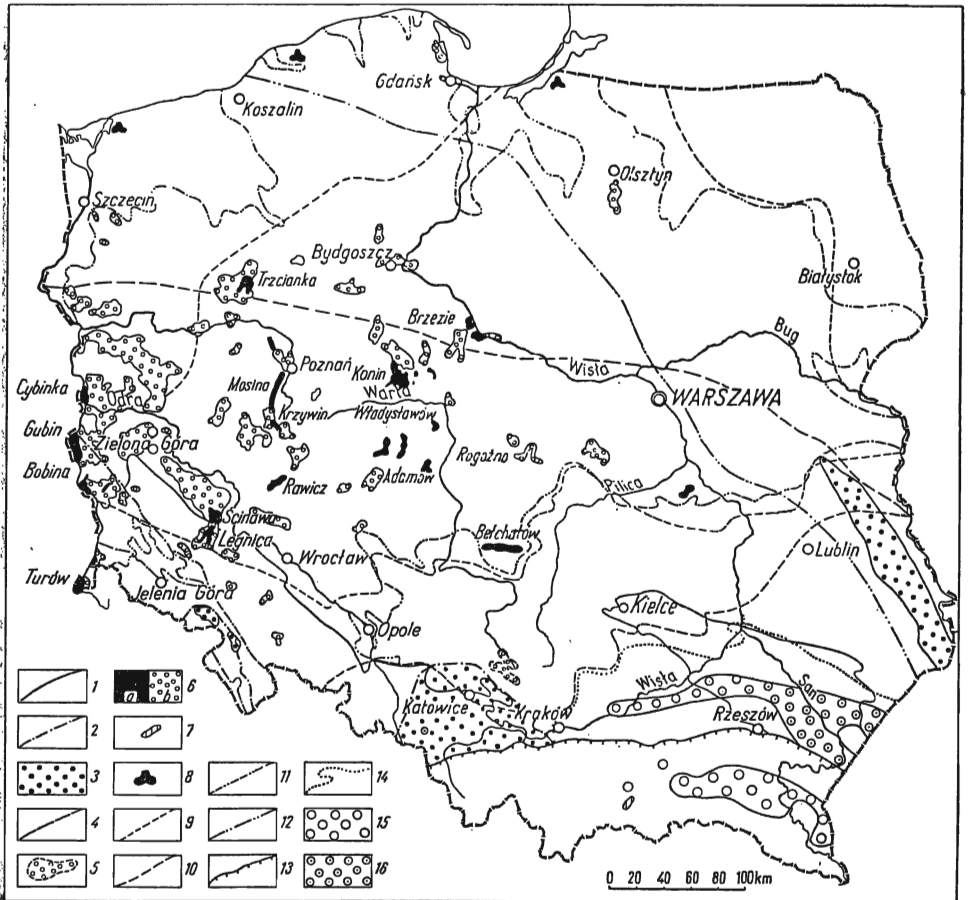 Gdańsk
Koszalin
Olsztyn
Szczecin
Bydgoszcz
Białystok
Trzcianka
Brzezie
Bug
Poznań
Wisła
Konin
Cybinka
Odra
Mosina
Warta
WARSZAWA
Krzywin
Władysławów
Gubin
Zielona Góra
Rogoźno
Bobina
Rawicz
Adamów
Pilica
Ścinawa
Legnica
Bełchatów
Wrocław
Lublin
Turów
Jelenia Góra
Kielce
Opole
Wisła
San
Katowice
Kraków
Rzeszów
1
6
2
7
3
8
11
14
4
9
12
15
5
10
13
16
0 20 40 60 80 100km